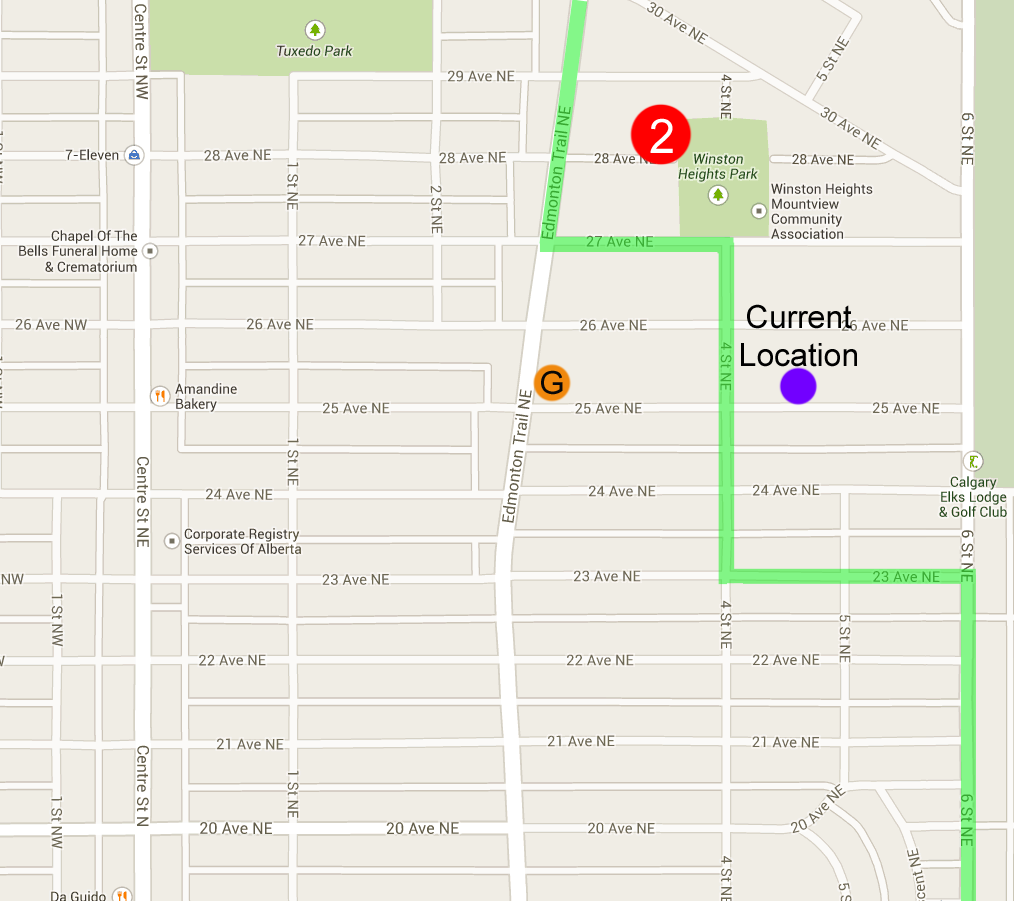 30 Ave NE
Centre St NW
Tuxedo Park
5 St NE
29 Ave NE
4 St NE
30 Ave NE
6 St NE
Edmonton Trail NE
2
7-Eleven
28 Ave NE
28 Ave NE
28 Ave NE
Winston
Heights Park
28 Ave NE
1 St NE
2 St NE
Winston Heights
Mountview
Community
Association
Chapel Of The
Bells Funeral Home
& Crematorium
27 Ave NE
27 Ave NE
26 Ave NW
26 Ave NE
26 Ave NE
26 Ave NE
Current
Location
4 St NE
G
Amandine
Bakery
25 Ave NE
25 Ave NE
25 Ave NE
Edmonton Trail NE
1 St NE
Centre St NE
24 Ave NE
24 Ave NE
24 Ave NE
Calgary
Elks Lodge
& Golf Club
Corporate Registry
Services Of Alberta
6 St NE
NW
23 Ave NE
23 Ave NE
23 Ave NE
1 St NW
4 St NE
5 St NE
22 Ave NE
22 Ave NE
22 Ave NE
21 Ave NE
21 Ave NE
21 Ave NE
Centre St N
1 St NE
1 St NW
6 St NE
20 Ave NE
20 Ave NE
20 Ave NE
20 Ave NE
4 St NE
cent NE
5 S
Da Guido